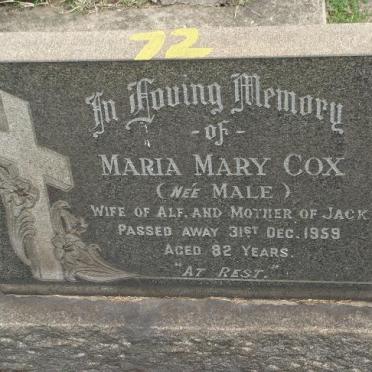 72
In Loving Memory
- of -
MARIA MARY COX
( NÉE MALE )
WIFE OF ALF. AND MOTHER OF JACK
PASSED AWAY 31ST DEC. 1959
AGED 82 YEARS.
"AT REST."